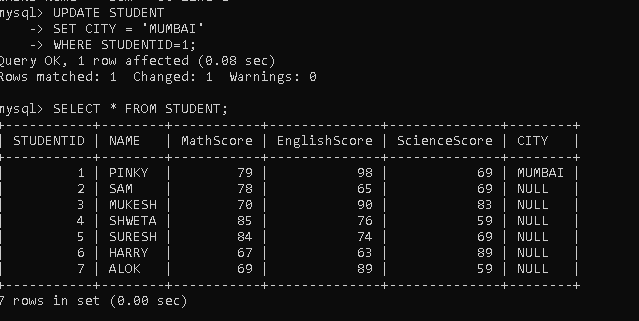 mysql> UPDATE STUDENT
    -> SET CITY = 'MUMBAI'
    -> WHERE STUDENTID=1;
Query OK, 1 row affected (0.08 sec)
Rows matched: 1  Changed: 1  Warnings: 0
mysql> SELECT * FROM STUDENT;
+-----------+--------+-----------+--------------+--------------+--------+
| STUDENTID | NAME   | MathScore | EnglishScore | ScienceScore | CITY   |
+-----------+--------+-----------+--------------+--------------+--------+
|         1 | PINKY  |        79 |           98 |           69 | MUMBAI |
|         2 | SAM    |        78 |           65 |           69 | NULL   |
|         3 | MUKESH |        70 |           90 |           83 | NULL   |
|         4 | SHWETA |        85 |           76 |           59 | NULL   |
|         5 | SURESH |        84 |           74 |           69 | NULL   |
|         6 | HARRY  |        67 |           63 |           89 | NULL   |
|         7 | ALOK   |        69 |           89 |           59 | NULL   |
+-----------+--------+-----------+--------------+--------------+--------+
7 rows in set (0.00 sec)